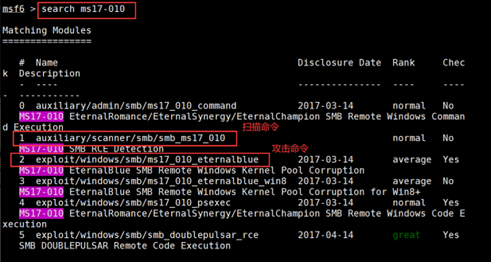 msf6 > search ms17-010
Matching Modules
================
# Name Disclosure Date Rank Chec
k Description
- ---- --------------- ---- ----
- -----------
0 auxiliary/admin/smb/ms17_010_command 2017-03-14 normal No
MS17-010 EternalRomance/EternalSynergy/EternalChampion SMB Remote Windows Comman
d Execution 扫描命令
1 auxiliary/scanner/smb/smb_ms17_010 normal No
MS17-010 SMB RCE Detection 攻击命令
2 exploit/windows/smb/ms17_010_eternalblue 2017-03-14 average Yes
MS17-010 EternalBlue SMB Remote Windows Kernel Pool Corruption
3 exploit/windows/smb/ms17_010_eternalblue_win8 2017-03-14 average No
MS17-010 EternalBlue SMB Remote Windows Kernel Pool Corruption for Win8+
4 exploit/windows/smb/ms17_010_psexec 2017-03-14 normal Yes
MS17-010 EternalRomance/EternalSynergy/EternalChampion SMB Remote Windows Code E
xecution
5 exploit/windows/smb/smb_doublepulsar_rce 2017-04-14 great Yes
SMB DOUBLEPULSAR Remote Code Execution